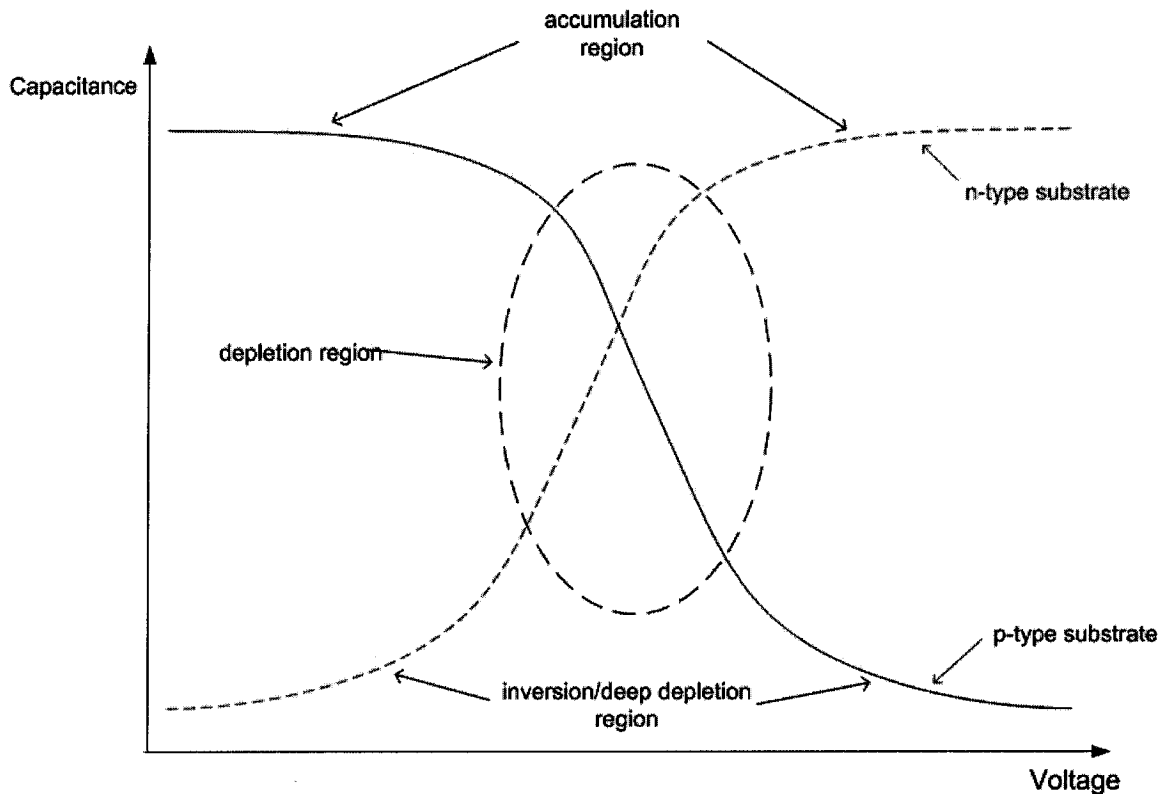 accumulation
region
Capacitance
n-type substrate
depletion region
p-type substrate
inversion/deep depletion
region
Voltage